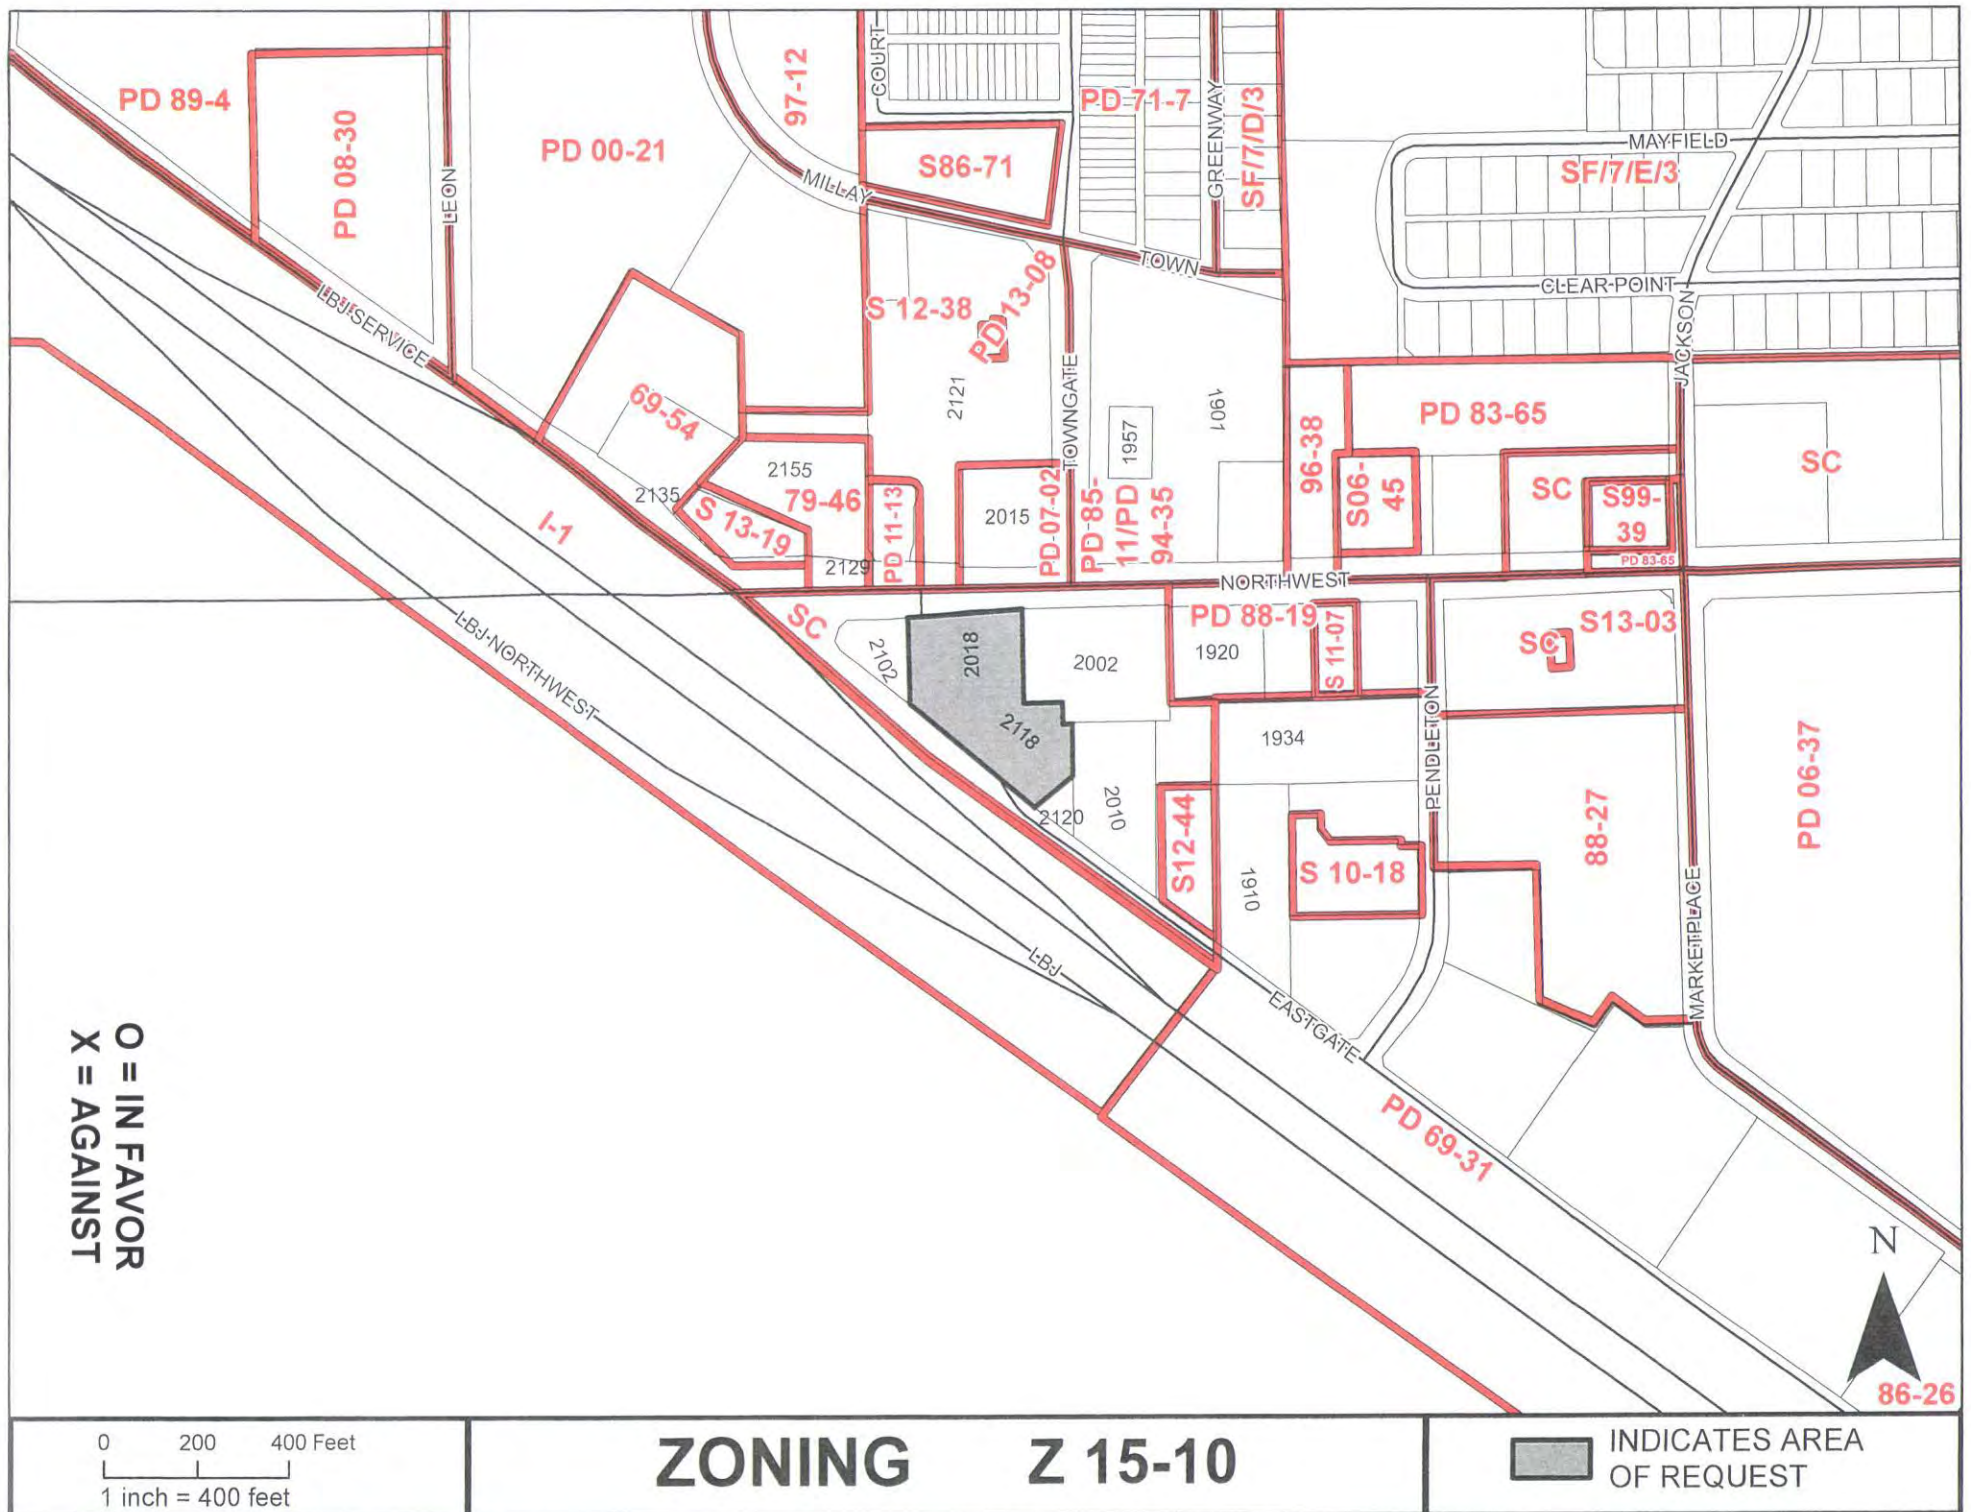 PD 89-4
PD 08-30
LEON
PD 00-21
97-12
COURT
S86-71
PD 71-7
GREENWAY
SF/7/D/3
MAYFIELD
SF/7/E/3
MILLAY
TOWN
CLEAR POINT
JACKSON
LBJ SERVICE
S 12-38
PD 13-08
2121
TOWNGATE
1957
1901
69-54
2155
79-46
2135
S 13-19
2129
PD 11-13
2015
PD-07-02
PD 85-
11/PD
94-35
96-38
PD 83-65
S06-
45
SC
S99-
39
PD 83-65
SC
I-1
NORTHWEST
SC
2102
2018
2118
2002
PD 88-19
1920
S 11-07
S13-03
SC
LBJ-NORTHWEST
2120
2010
1934
PENDLETON
S12-44
1910
S 10-18
88-27
MARKETPLACE
PD 06-37
LBJ
EASTGATE
PD 69-31
O = IN FAVOR
X = AGAINST
N
86-26
0 200 400 Feet
1 inch = 400 feet
ZONING Z 15-10
INDICATES AREA
OF REQUEST